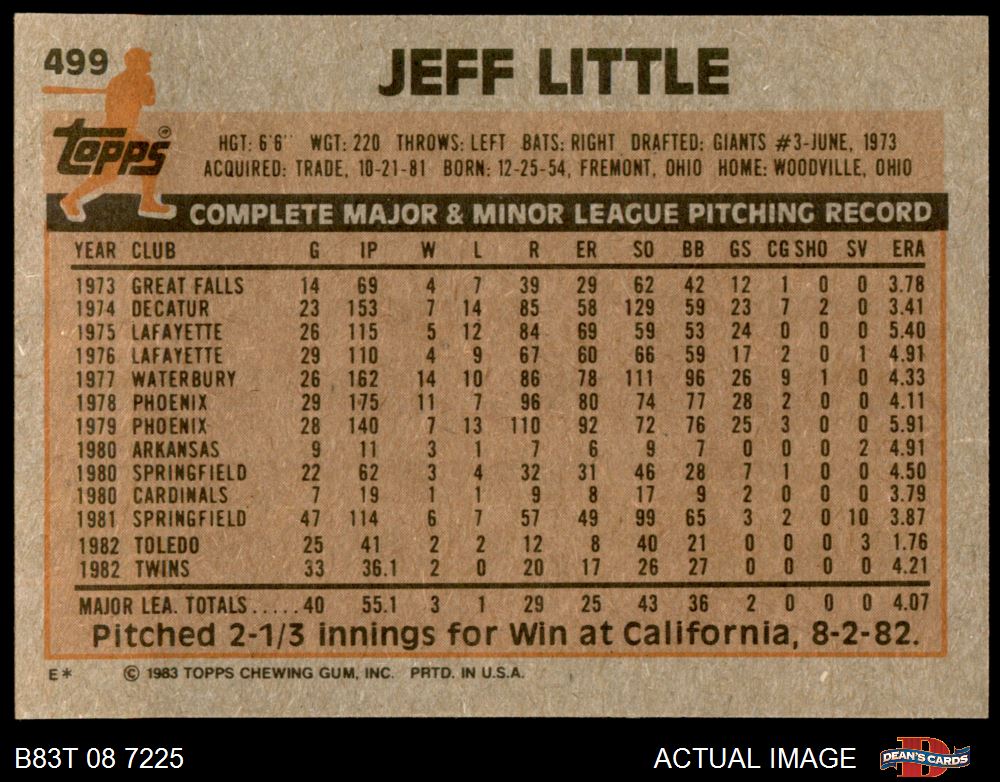 499
JEFF LITTLE
Topps®
HGT: 6'6" WGT: 220 THROWS: LEFT BATS: RIGHT DRAFTED: GIANTS #3-JUNE, 1973
ACQUIRED: TRADE, 10-21-81 BORN: 12-25-54, FREMONT, OHIO HOME: WOODVILLE, OHIO
COMPLETE MAJOR & MINOR LEAGUE PITCHING RECORD
YEAR CLUB G IP W L R ER SO BB GS CG SHO SV ERA
1973 GREAT FALLS 14 69 4 7 39 29 62 42 12 1 0 0 3.78
1974 DECATUR 23 153 7 14 85 58 129 59 23 7 2 0 3.41
1975 LAFAYETTE 26 115 5 12 84 69 59 53 24 0 0 0 5.40
1976 LAFAYETTE 29 110 4 9 67 60 66 59 17 2 0 1 4.91
1977 WATERBURY 26 162 14 10 86 78 111 96 26 9 1 0 4.33
1978 PHOENIX 29 175 11 7 96 80 74 77 28 2 0 0 4.11
1979 PHOENIX 28 140 7 13 110 92 72 76 25 3 0 0 5.91
1980 ARKANSAS 9 11 3 1 7 6 9 7 0 0 0 2 4.91
1980 SPRINGFIELD 22 62 3 4 32 31 46 28 7 1 0 0 4.50
1980 CARDINALS 7 19 1 1 9 8 17 9 2 0 0 0 3.79
1981 SPRINGFIELD 47 114 6 7 57 49 99 65 3 2 0 10 3.87
1982 TOLEDO 25 41 2 2 12 8 40 21 0 0 0 3 1.76
1982 TWINS 33 36.1 2 0 20 17 26 27 0 0 0 0 4.21
MAJOR LEA. TOTALS.....40 55.1 3 1 29 25 43 36 2 0 0 0 4.07
Pitched 2-1/3 innings for Win at California, 8-2-82.
E* © 1983 TOPPS CHEWING GUM, INC. PRTD. IN U.S.A.
B83T 08 7225 ACTUAL IMAGE DEAN'S CARDS